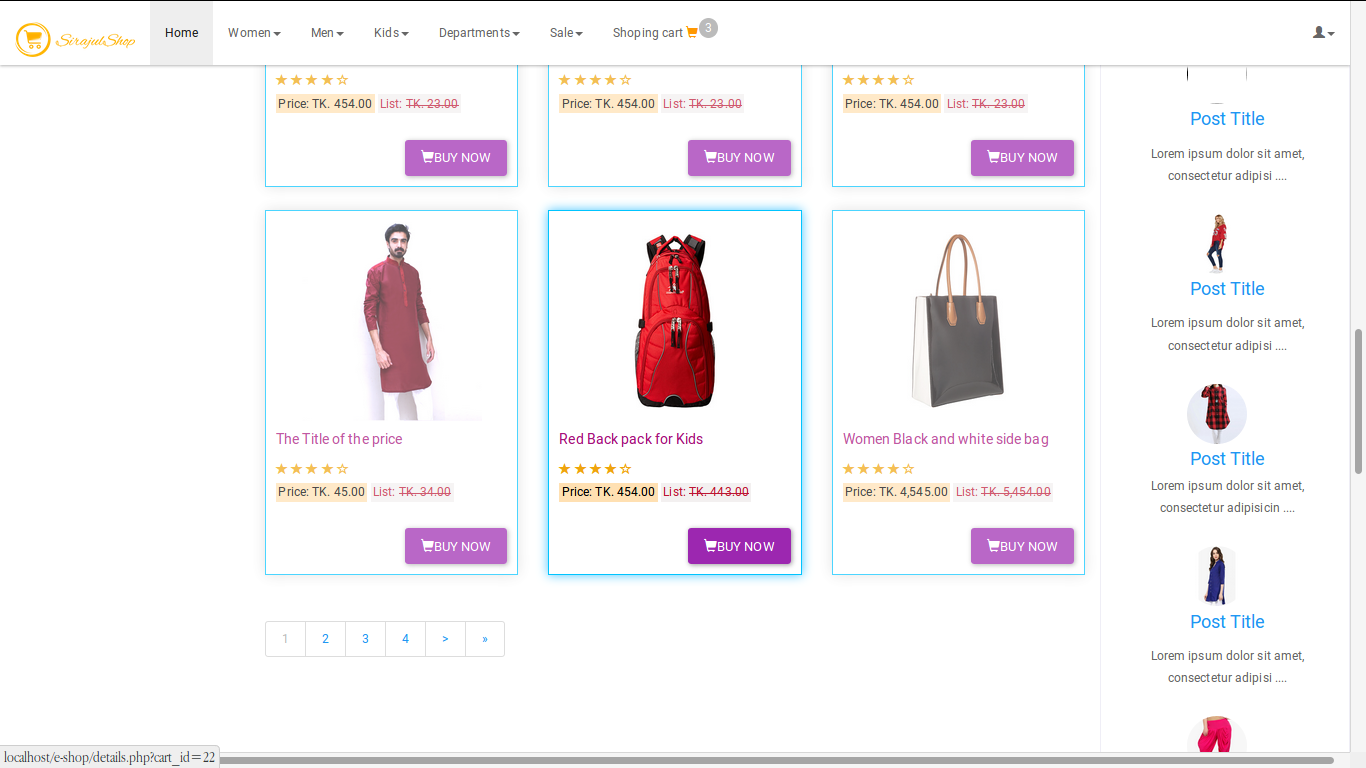 SirajulShop Home Women Men Kids Departments Sale Shoping cart 3
★★★★☆ ★★★★☆ ★★★★☆
Price: TK. 454.00 List: TK. 23.00 Price: TK. 454.00 List: TK. 23.00 Price: TK. 454.00 List: TK. 23.00
BUY NOW BUY NOW BUY NOW
The Title of the price Red Back pack for Kids Women Black and white side bag
★★★★☆ ★★★★☆ ★★★★☆
Price: TK. 45.00 List: TK. 34.00 Price: TK. 454.00 List: TK. 443.00 Price: TK. 4,545.00 List: TK. 5,454.00
BUY NOW BUY NOW BUY NOW
1 2 3 4 > »
Post Title
Lorem ipsum dolor sit amet,
consectetur adipisi ....
Post Title
Lorem ipsum dolor sit amet,
consectetur adipisi ....
Post Title
Lorem ipsum dolor sit amet,
consectetur adipisicin ....
Post Title
Lorem ipsum dolor sit amet,
consectetur adipisi ....
localhost/e-shop/details.php?cart_id=22